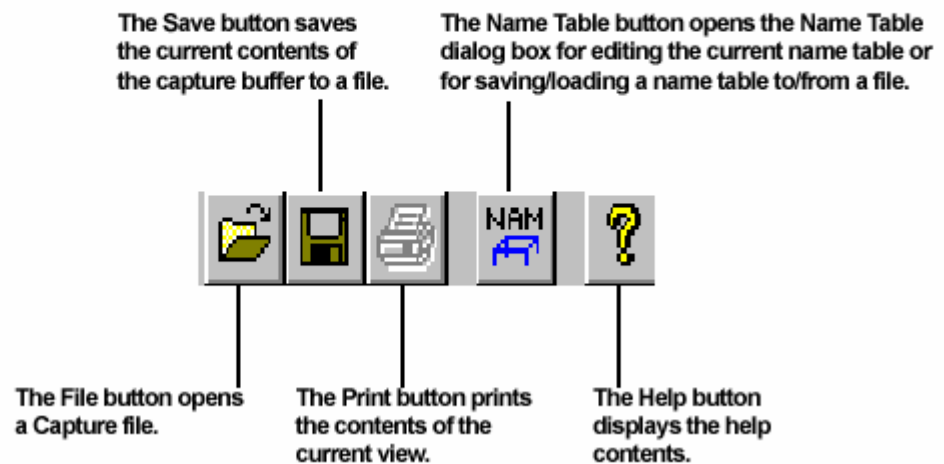 The Save button saves
the current contents of
the capture buffer to a file.
The Name Table button opens the Name Table
dialog box for editing the current name table or
for saving/loading a name table to/from a file.
NAM
The File button opens
a Capture file.
The Print button prints
the contents of the
current view.
The Help button
displays the help
contents.